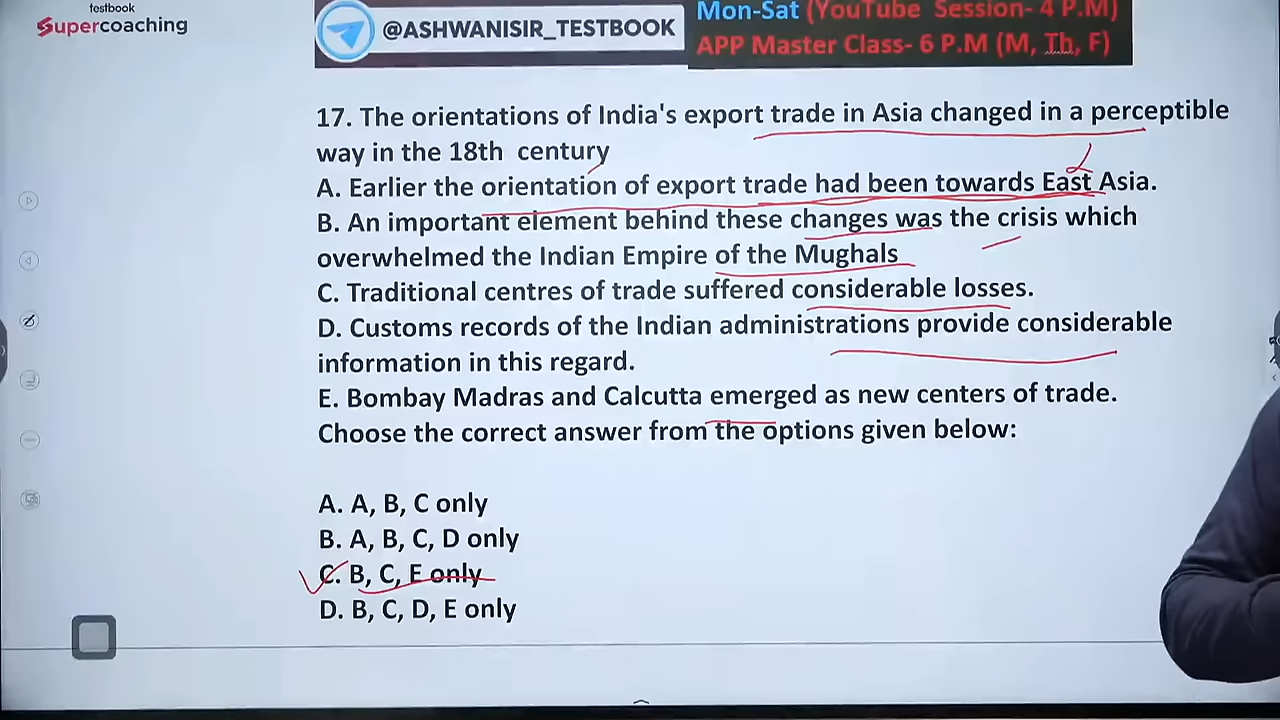 testbook
Supercoaching
@ASHWANISIR_TESTBOOK
Mon-Sat (YouTube Session- 4 P.M)
APP Master Class- 6 P.M (M, Th, F)
17. The orientations of India's export trade in Asia changed in a perceptible
way in the 18th century
A. Earlier the orientation of export trade had been towards East Asia.
B. An important element behind these changes was the crisis which
overwhelmed the Indian Empire of the Mughals
C. Traditional centres of trade suffered considerable losses.
D. Customs records of the Indian administrations provide considerable
information in this regard.
E. Bombay Madras and Calcutta emerged as new centers of trade.
Choose the correct answer from the options given below:
A. A, B, C only
B. A, B, C, D only
C. B, C, E only
D. B, C, D, E only